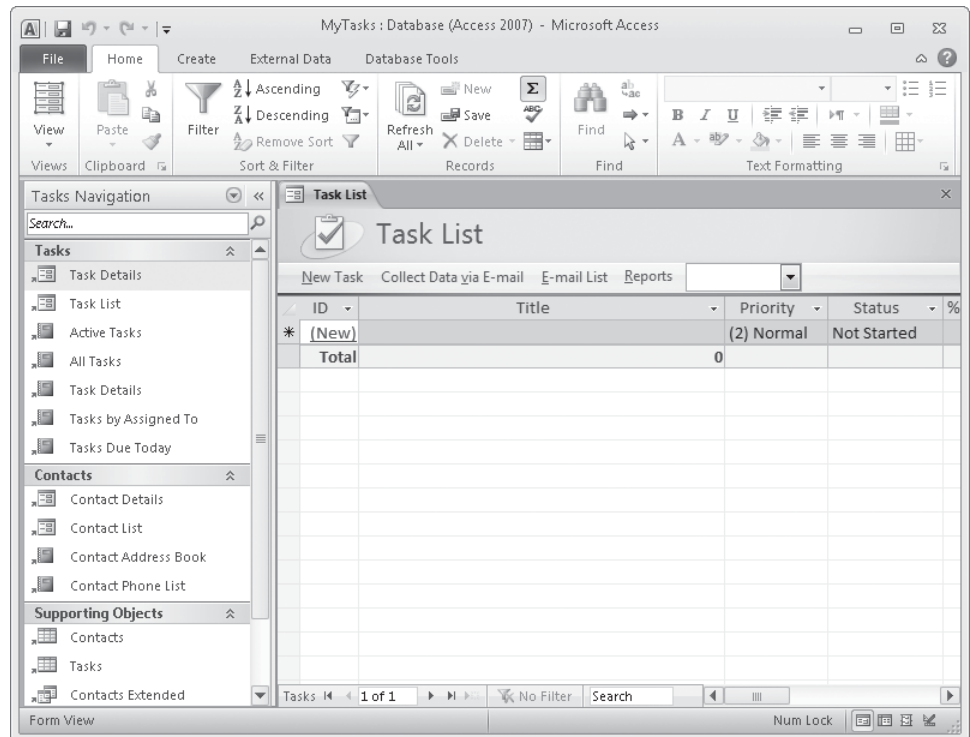 MyTasks : Database (Access 2007) - Microsoft Access
File Home Create External Data Database Tools
View
Paste
Filter
Ascending
Descending
Remove Sort
Refresh All
New
Save
Delete
Σ
ABC
Find
ab ac
B I U
A ab
Views Clipboard Sort & Filter Records Find Text Formatting
Tasks Navigation
Search...
Tasks
Task Details
Task List
Active Tasks
All Tasks
Task Details
Tasks by Assigned To
Tasks Due Today
Contacts
Contact Details
Contact List
Contact Address Book
Contact Phone List
Supporting Objects
Contacts
Tasks
Contacts Extended
Task List
Task List
New Task Collect Data via E-mail E-mail List Reports
ID Title Priority Status %
(New) (2) Normal Not Started
Total 0
Tasks 1 of 1 No Filter Search
Form View Num Lock